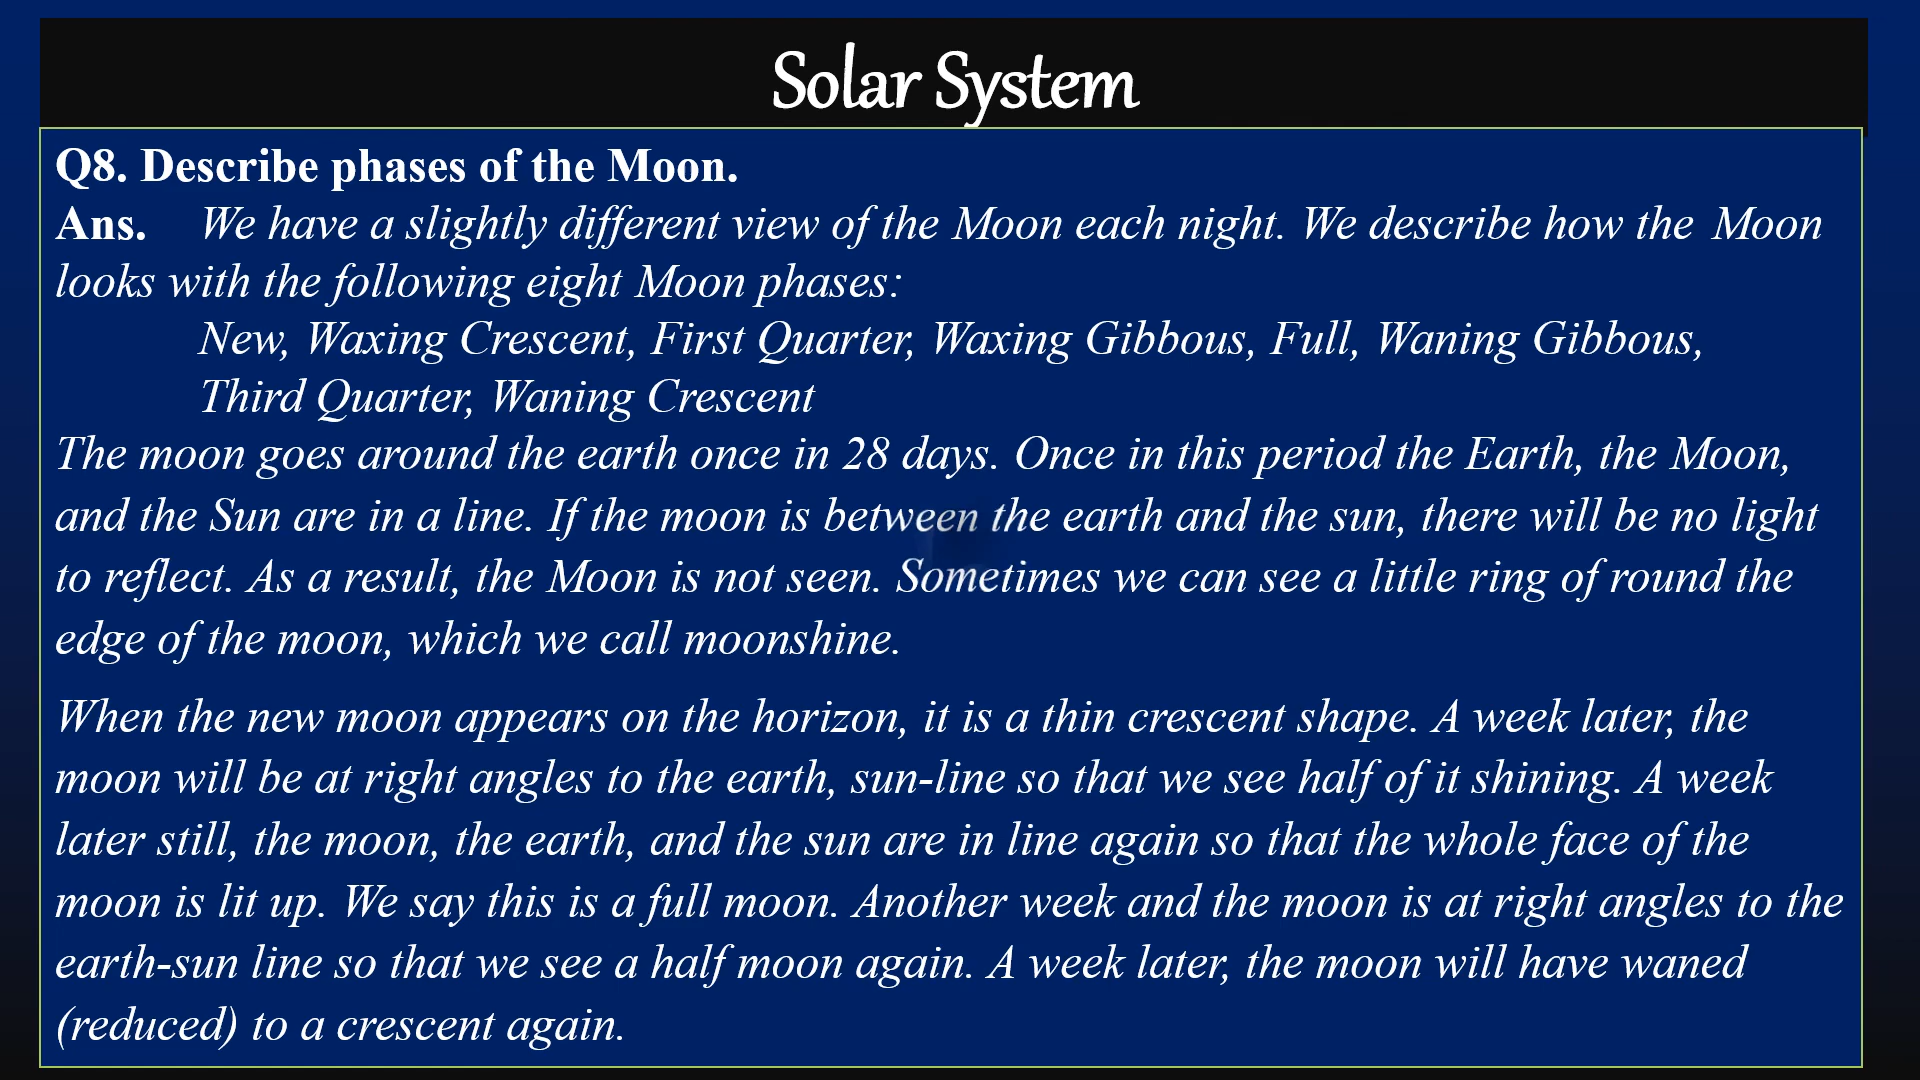 Solar System
Q8. Describe phases of the Moon.
Ans. We have a slightly different view of the Moon each night. We describe how the Moon
looks with the following eight Moon phases:
New, Waxing Crescent, First Quarter, Waxing Gibbous, Full, Waning Gibbous,
Third Quarter, Waning Crescent
The moon goes around the earth once in 28 days. Once in this period the Earth, the Moon,
and the Sun are in a line. If the moon is between the earth and the sun, there will be no light
to reflect. As a result, the Moon is not seen. Sometimes we can see a little ring of round the
edge of the moon, which we call moonshine.
When the new moon appears on the horizon, it is a thin crescent shape. A week later, the
moon will be at right angles to the earth, sun-line so that we see half of it shining. A week
later still, the moon, the earth, and the sun are in line again so that the whole face of the
moon is lit up. We say this is a full moon. Another week and the moon is at right angles to the
earth-sun line so that we see a half moon again. A week later, the moon will have waned
(reduced) to a crescent again.